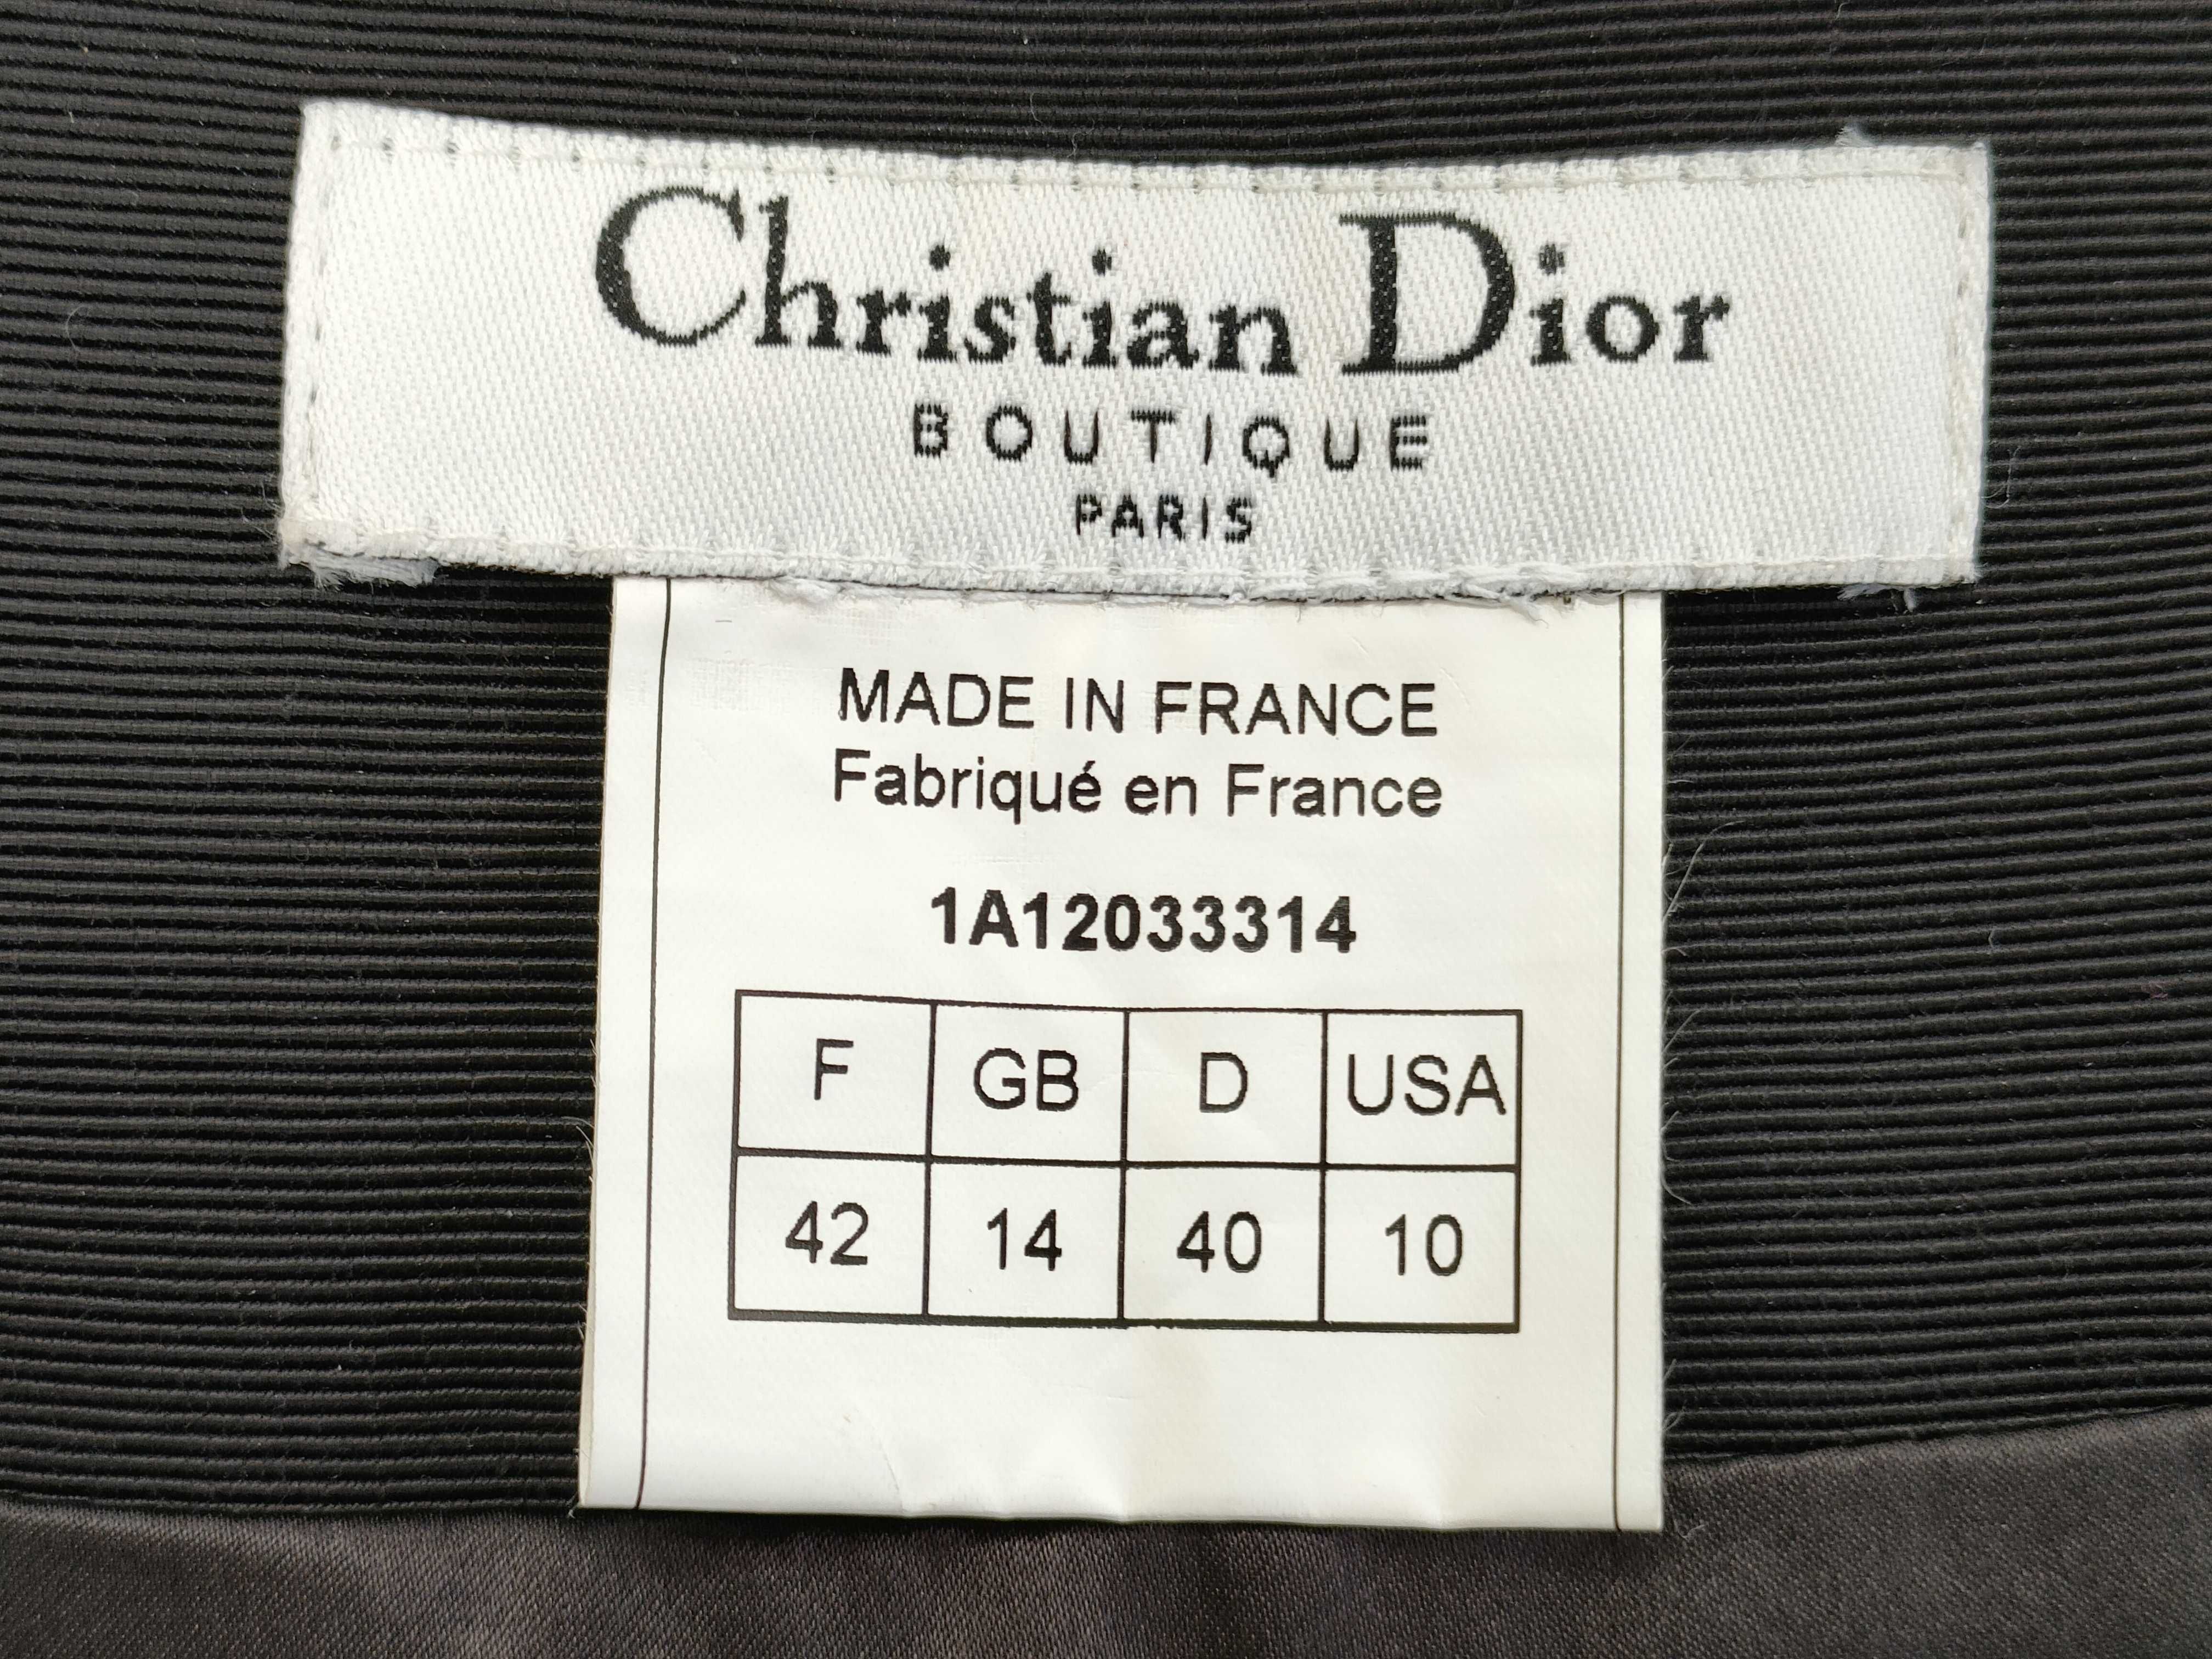 Christian Dior
BOUTIQUE
PARIS
MADE IN FRANCE
Fabriqué en France
1A12033314
F GB D USA
42 14 40 10